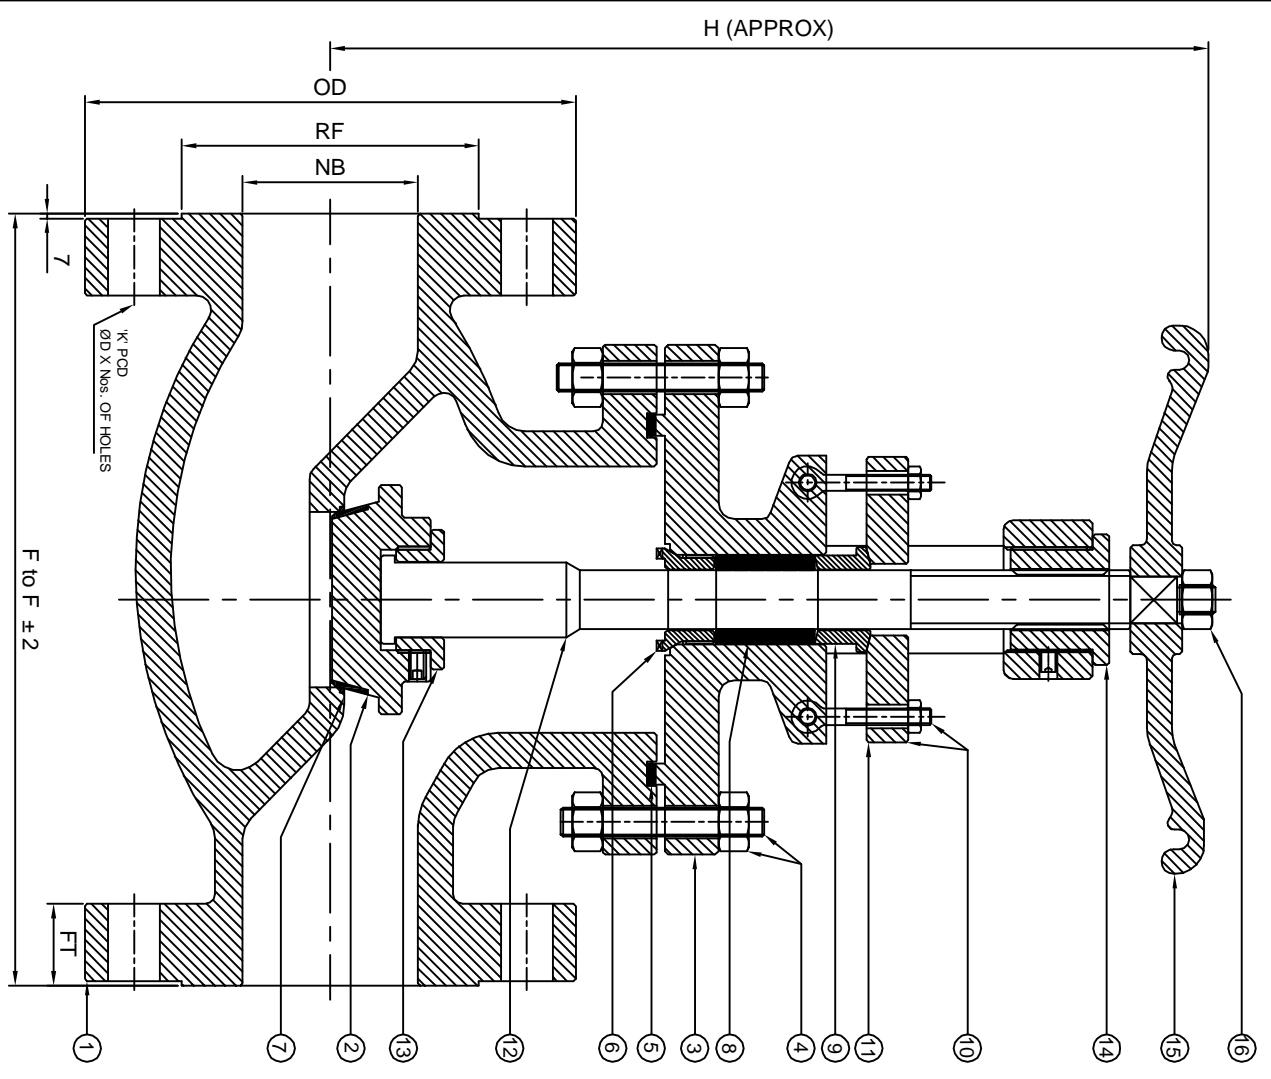 H (APPROX)
OD
RF
NB
7
'K' PCD
ØD X Nos. OF HOLES
F to F ± 2
FT
1
7
2
13
12
6
5
3
8
4
9
11
10
14
15
16